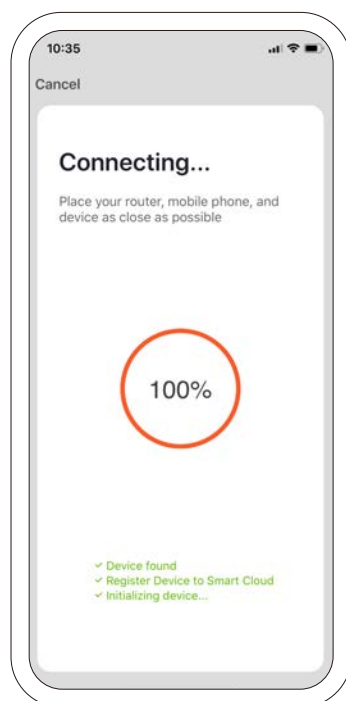 10:35
Cancel
Connecting...
Place your router, mobile phone, and
device as close as possible
100%
Device found
Register Device to Smart Cloud
Initializing device...